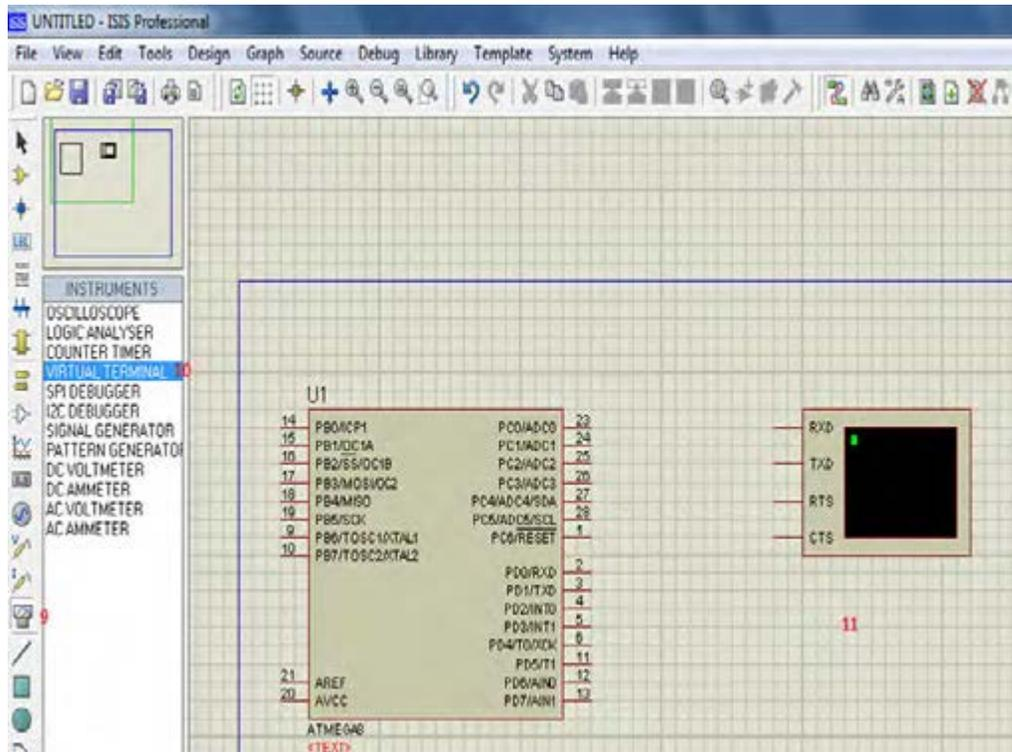 UNTITLED - ISIS Professional
File View Edit Tools Design Graph Source Debug Library Template System Help
LBL
INSTRUMENTS
OSCILLOSCOPE
LOGIC ANALYSER
COUNTER TIMER
VIRTUAL TERMINAL 10
SPI DEBUGGER
I2C DEBUGGER
SIGNAL GENERATOR
PATTERN GENERATOR
DC VOLTMETER
DC AMMETER
AC VOLTMETER
AC AMMETER
9
U1
14 PB0/ICP1
15 PB1/OC1A
16 PB2/SS/OC1B
17 PB3/MOSI/OC2
18 PB4/MISO
19 PB5/SCK
9 PB6/TOSC1/XTAL1
10 PB7/TOSC2/XTAL2
21 AREF
20 AVCC
PC0/ADC0 23
PC1/ADC1 24
PC2/ADC2 25
PC3/ADC3 26
PC4/ADC4/SDA 27
PC5/ADC5/SCL 28
PC6/RESET 1
PD0/RXD 2
PD1/TXD 3
PD2/INT0 4
PD3/INT1 5
PD4/T0/XCK 6
PD5/T1 11
PD6/AIN0 12
PD7/AIN1 13
ATMEGA8
<TEXT>
RXD
TXD
RTS
CTS
11